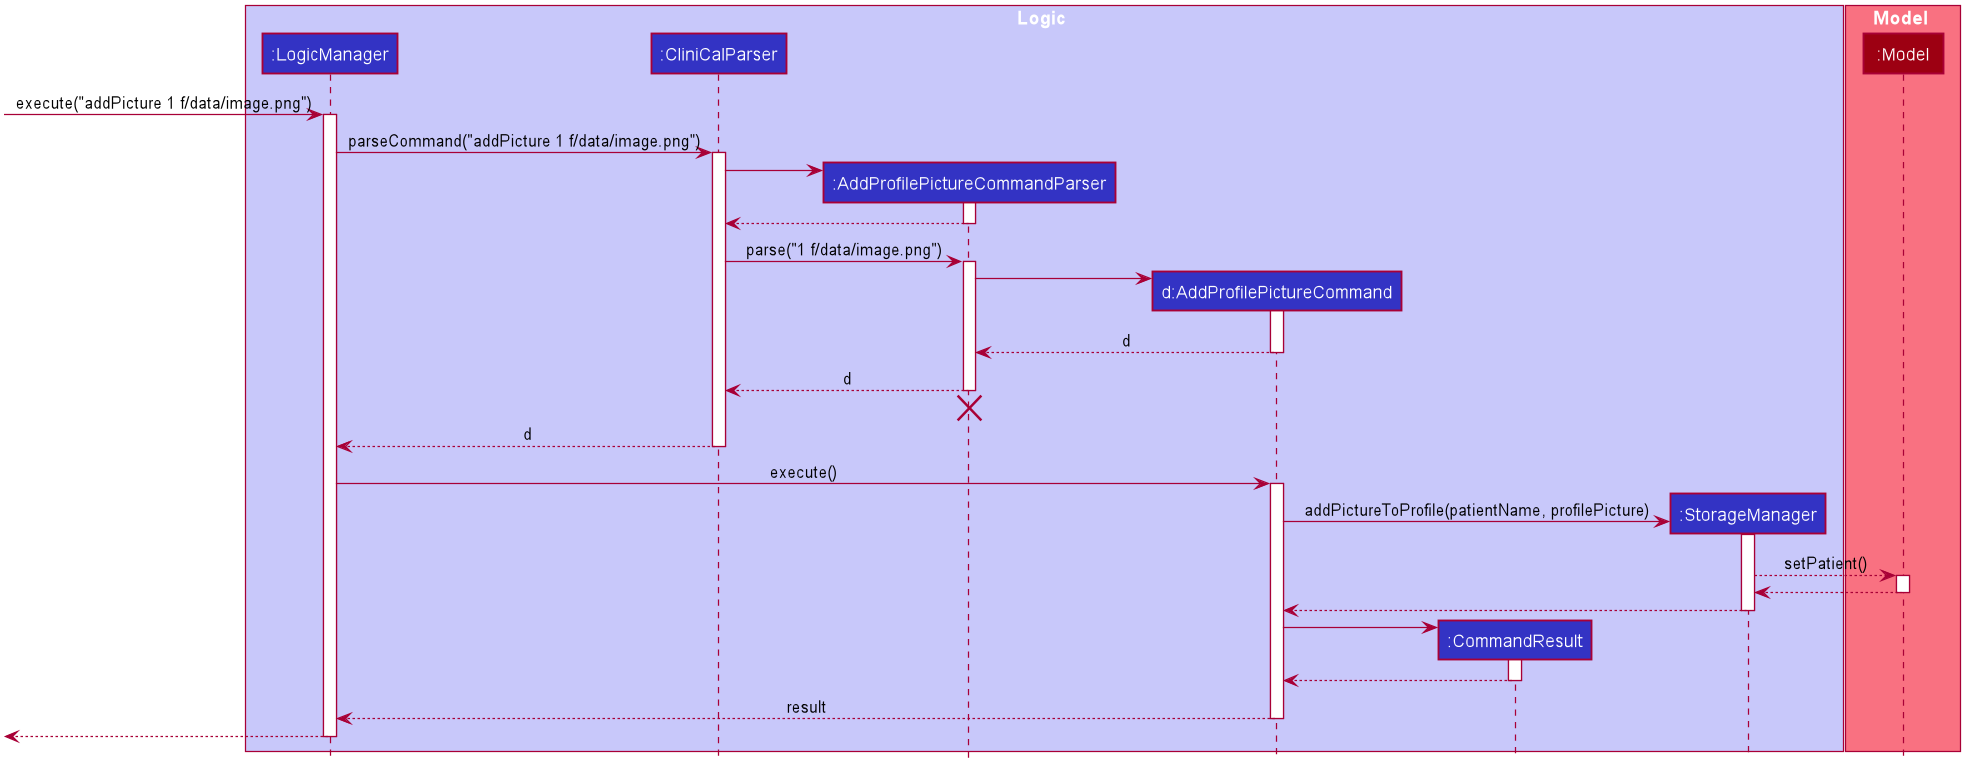 Logic
Model
:LogicManager
:CliniCalParser
:Model
execute("addPicture 1 f/data/image.png")
parseCommand("addPicture 1 f/data/image.png")
:AddProfilePictureCommandParser
parse("1 f/data/image.png")
d:AddProfilePictureCommand
d
d
d
execute()
addPictureToProfile(patientName, profilePicture)
:StorageManager
setPatient()
:CommandResult
result